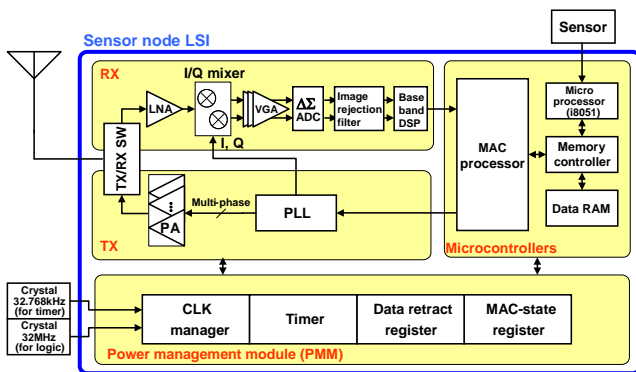 Sensor
Sensor node LSI
RX
I/Q mixer
LNA
VGA
ΔΣ
ADC
Image
rejection
filter
Base
band
DSP
I, Q
TX/RX SW
MAC
processor
Micro
processor
(i8051)
Memory
controller
Data RAM
Microcontrollers
Multi-phase
PLL
PA
TX
Crystal
32.768kHz
(for timer)
Crystal
32MHz
(for logic)
CLK
manager
Timer
Data retract
register
MAC-state
register
Power management module (PMM)